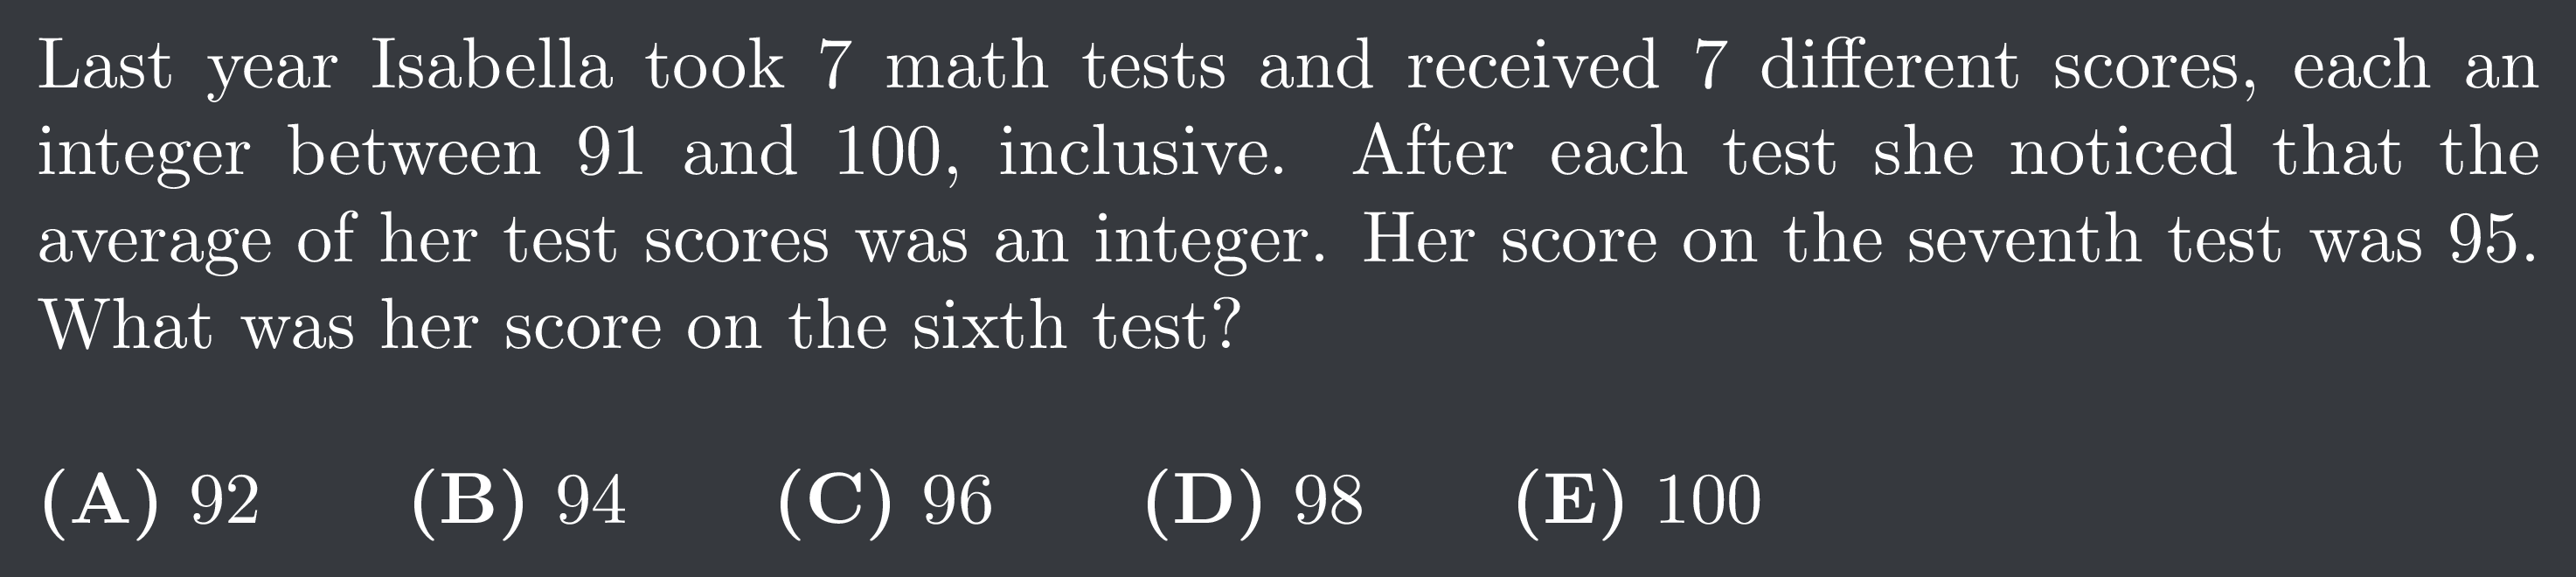 Last year Isabella took 7 math tests and received 7 different scores, each an
integer between 91 and 100, inclusive. After each test she noticed that the
average of her test scores was an integer. Her score on the seventh test was 95.
What was her score on the sixth test?
(A) 92 (B) 94 (C) 96 (D) 98 (E) 100